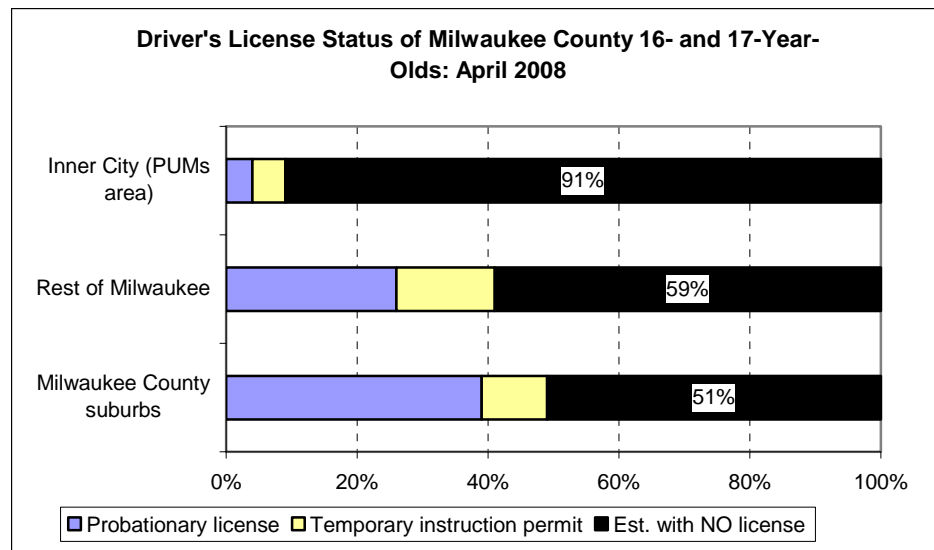 Driver's License Status of Milwaukee County 16- and 17-Year-
Olds: April 2008
Inner City (PUMs
area)
91%
Rest of Milwaukee
59%
Milwaukee County
suburbs
51%
0% 20% 40% 60% 80% 100%
Probationary license Temporary instruction permit Est. with NO license